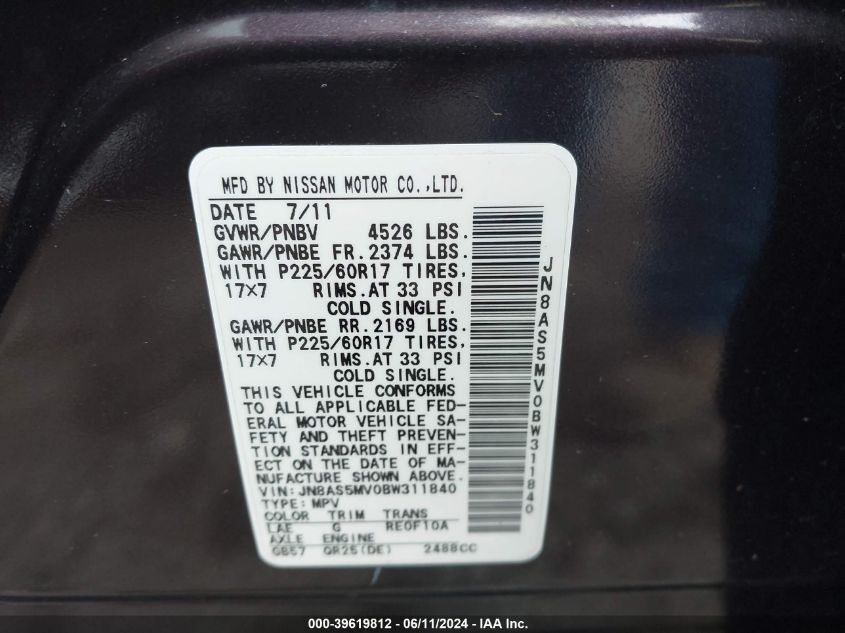 MFD BY NISSAN MOTOR CO.,LTD.
DATE 7/11
GVWR/PNBV 4526 LBS.
GAWR/PNBE FR. 2374 LBS.
WITH P225/60R17 TIRES,
17×7 RIMS.AT 33 PSI
COLD SINGLE.
GAWR/PNBE RR. 2169 LBS.
WITH P225/60R17 TIRES,
17×7 RIMS.AT 33 PSI
COLD SINGLE.
THIS VEHICLE CONFORMS
TO ALL APPLICABLE FED-
ERAL MOTOR VEHICLE SA-
FETY AND THEFT PREVEN-
TION STANDARDS IN EFF-
ECT ON THE DATE OF MA-
NUFACTURE SHOWN ABOVE.
VIN:JN8AS5MV0BW311840
TYPE:MPV
COLOR TRIM TRANS
LAE G RE0F10A
AXLE ENGINE
GB57 QR25(DE) 2488CC
JN8AS5MV0BW311840
000-39619812 - 06/11/2024 - IAA Inc.